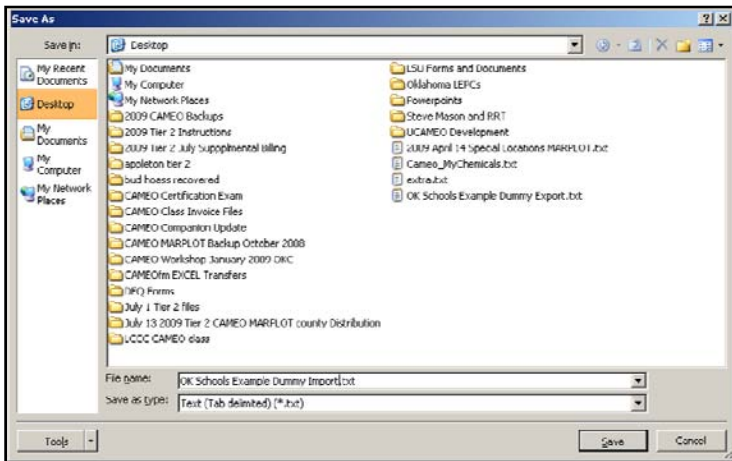 Save As
Save in:
Desktop
My Recent
Documents
Desktop
My
Documents
My
Computer
My Network
Places
My Documents
My Computer
My Network Places
2009 CAMEO Backups
2009 Tier 2 Instructions
2009 Tier 2 July Supplmental Billing
appleton tier 2
bud hoess recovered
CAMEO Certification Exam
CAMEO Class Invoice Files
CAMEO Companion Update
CAMEO MARPLOT Backup October 2008
CAMEO Workshop January 2009 OKC
CAMEOfm EXCEL Transfers
DEQ Forms
July 1 Tier 2 files
July 13 2009 Tier 2 CAMEO MARPLOT county Distribution
LCCC CAMEO class
LSU Forms and Documents
Oklahoma LEPCs
Powerpoints
Steve Mason and RRT
UCAMEO Development
2009 April 14 Special Locations MARPLOT.txt
Cameo_MyChemicals.txt
extra.txt
OK Schools Example Dummy Export.txt
File name:
OK Schools Example Dummy Import.txt
Save as type:
Text (Tab delimited) (*.txt)
Tools
Save
Cancel